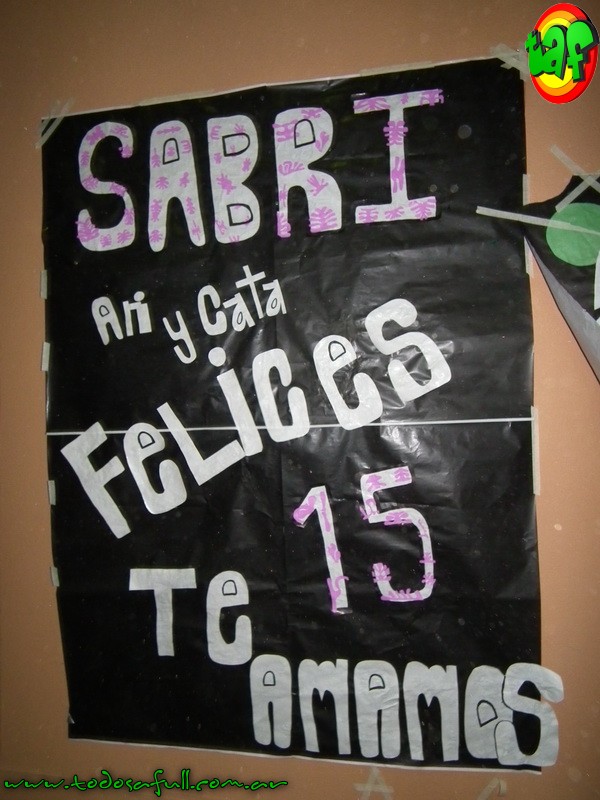 taf
SABRI
Ari y Cata
FeLiCES
15
Te
AMAMOS
www.todosafull.com.ar